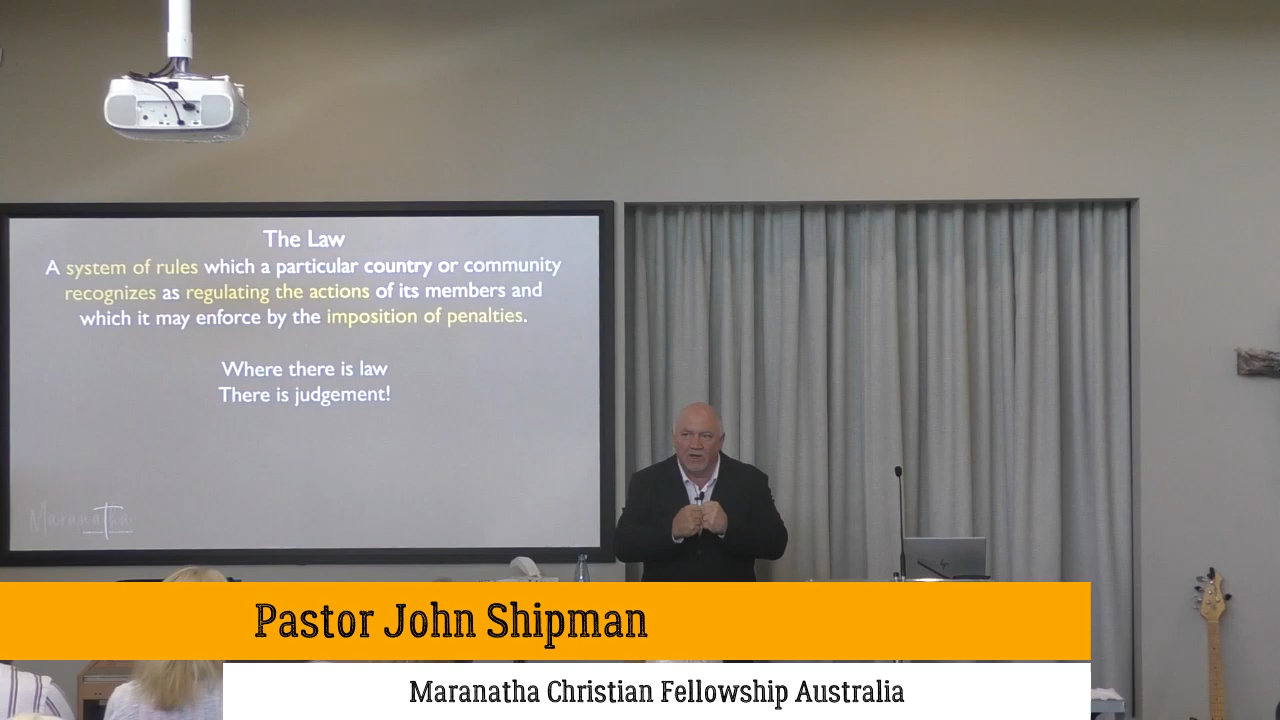 The Law
A system of rules which a particular country or community
recognizes as regulating the actions of its members and
which it may enforce by the imposition of penalties.
Where there is law
There is judgement!
Maranatha
Pastor John Shipman
Maranatha Christian Fellowship Australia